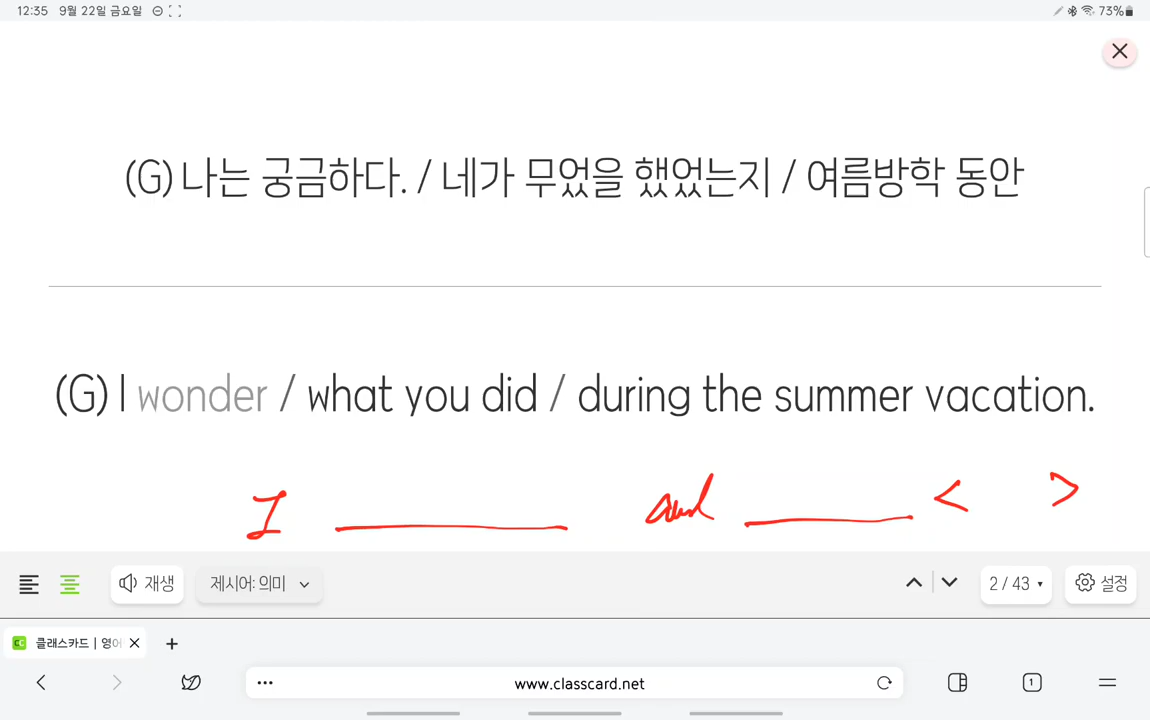 12:35 9월 22일 금요일 73%
(G) 나는 궁금하다. / 네가 무었을 했었는지 / 여름방학 동안
(G) I wonder / what you did / during the summer vacation.
I ________ and ________ < >
재생 제시어: 의미 2 / 43 설정
클래스카드 | 영어
www.classcard.net 1